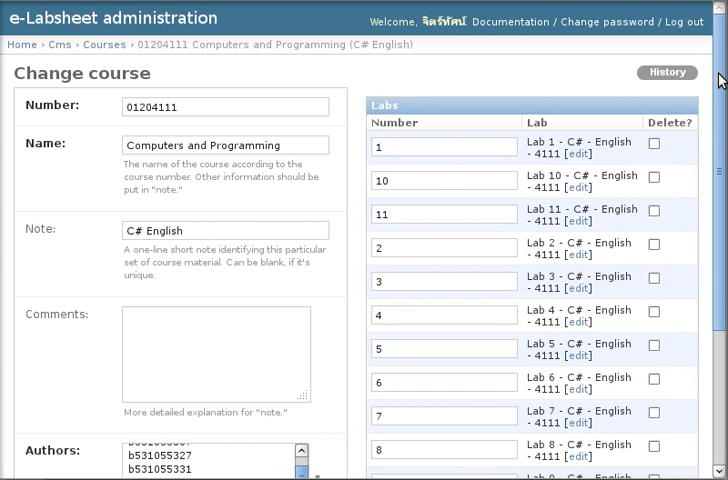 e-Labsheet administration
Welcome, จิตร์ทัศน์. Documentation / Change password / Log out
Home › Cms › Courses › 01204111 Computers and Programming (C# English)
Change course
History
Number:
01204111
Name:
Computers and Programming
The name of the course according to the
course number. Other information should be
put in "note."
Note:
C# English
A one-line short note identifying this particular
set of course material. Can be blank, if it's
unique.
Comments:
More detailed explanation for "note."
Authors:
b531055327
b531055331
Labs
Number Lab Delete?
1 Lab 1 - C# - English
- 4111 [edit]
10 Lab 10 - C# - English
- 4111 [edit]
11 Lab 11 - C# - English
- 4111 [edit]
2 Lab 2 - C# - English
- 4111 [edit]
3 Lab 3 - C# - English
- 4111 [edit]
4 Lab 4 - C# - English
- 4111 [edit]
5 Lab 5 - C# - English
- 4111 [edit]
6 Lab 6 - C# - English
- 4111 [edit]
7 Lab 7 - C# - English
- 4111 [edit]
8 Lab 8 - C# - English
- 4111 [edit]